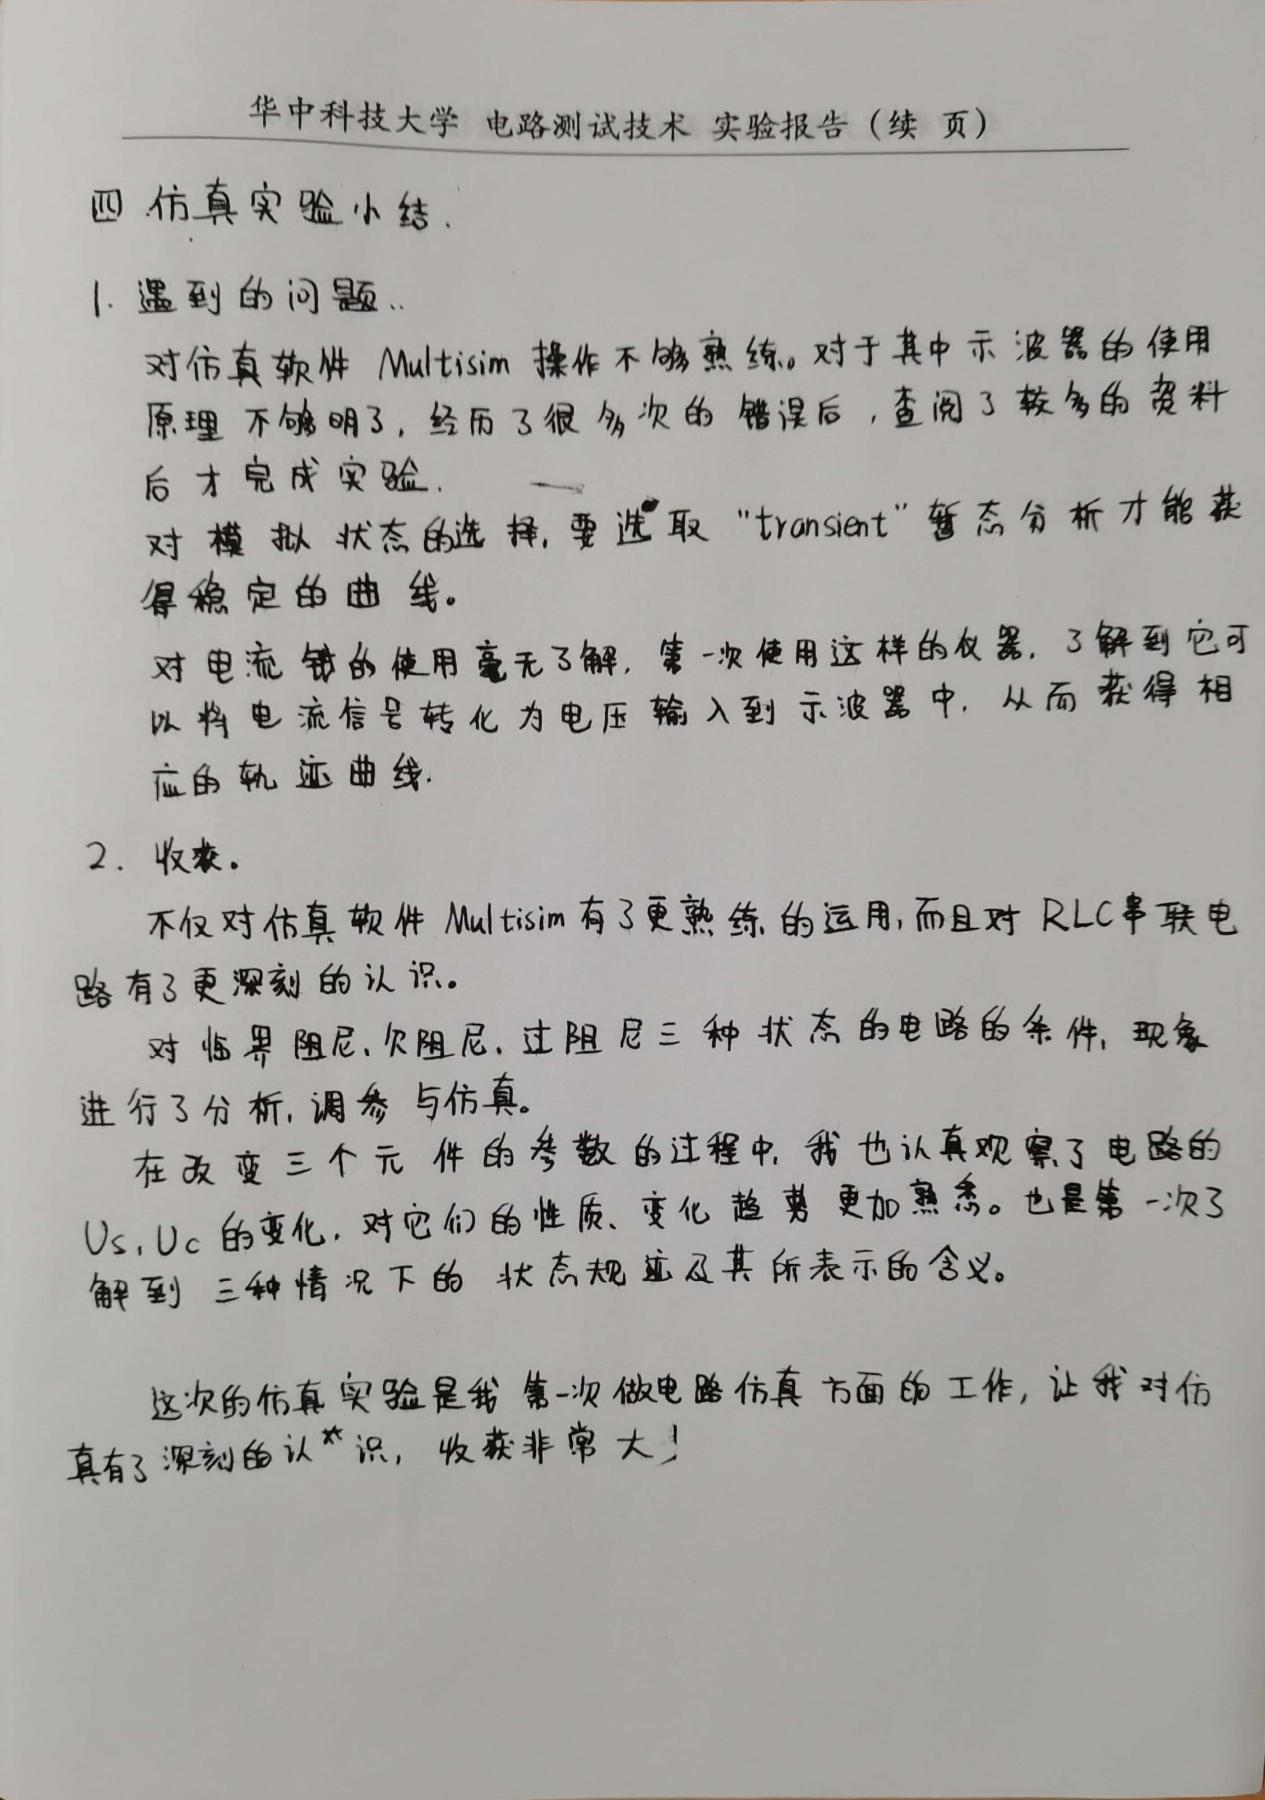 华中科技大学 电路测试技术 实验报告（续 页）
四 仿真实验小结.
1. 遇到的问题..
对仿真软件 Multisim 操作不够熟练。对于其中示波器的使用
原理不够明了，经历了很多次的错误后，查阅了较多的资料
后才完成实验.
对模拟状态的选择，要选取“transient”暂态分析才能获
得稳定的曲线。
对电流钳的使用毫无了解，第一次使用这样的仪器，了解到它可
以将电流信号转化为电压输入到示波器中，从而获得相
应的轨迹曲线.
2. 收获。
不仅对仿真软件 Multisim 有了更熟练的运用，而且对 RLC串联电
路有了更深刻的认识。
对临界阻尼、欠阻尼、过阻尼三种状态的电路的条件，现象
进行了分析，调参与仿真。
在改变三个元件的参数的过程中，我也认真观察了电路的
Us, Uc 的变化，对它们的性质、变化趋势更加熟悉。也是第一次了
解到三种情况下的状态规迹及其所表示的含义。
这次的仿真实验是我第一次做电路仿真方面的工作，让我对仿
真有了深刻的认识，收获非常大！